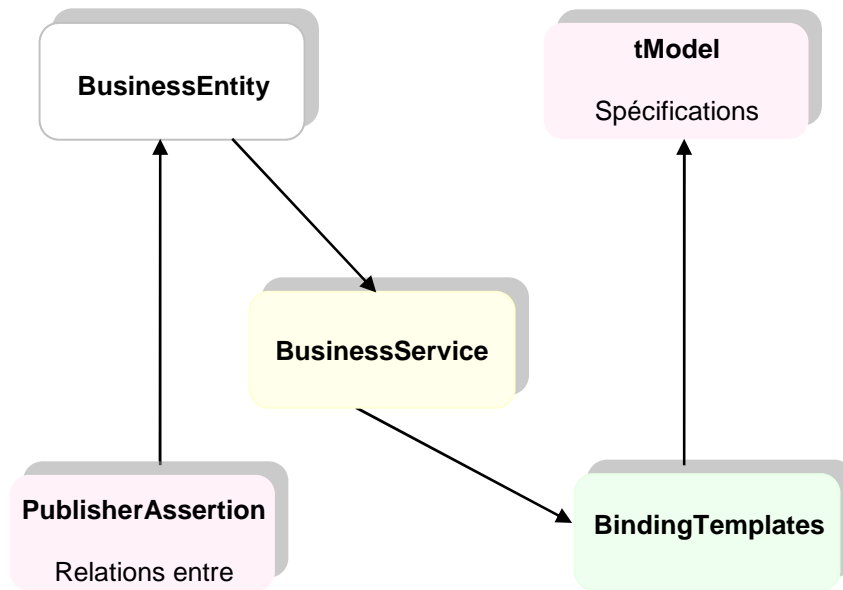 BusinessEntity
tModel
Spécifications
BusinessService
PublisherAssertion
Relations entre
BindingTemplates